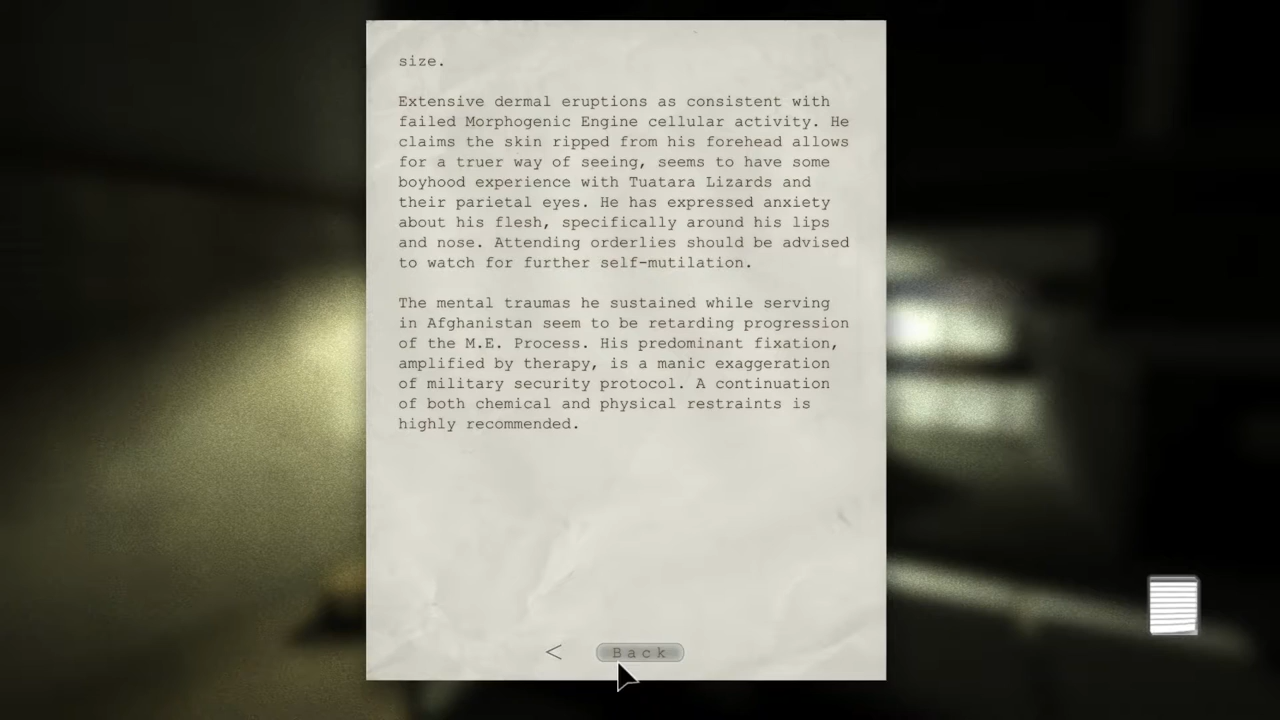 size.
Extensive dermal eruptions as consistent with
failed Morphogenic Engine cellular activity. He
claims the skin ripped from his forehead allows
for a truer way of seeing, seems to have some
boyhood experience with Tuatara Lizards and
their parietal eyes. He has expressed anxiety
about his flesh, specifically around his lips
and nose. Attending orderlies should be advised
to watch for further self-mutilation.
The mental traumas he sustained while serving
in Afghanistan seem to be retarding progression
of the M.E. Process. His predominant fixation,
amplified by therapy, is a manic exaggeration
of military security protocol. A continuation
of both chemical and physical restraints is
highly recommended.
< Back